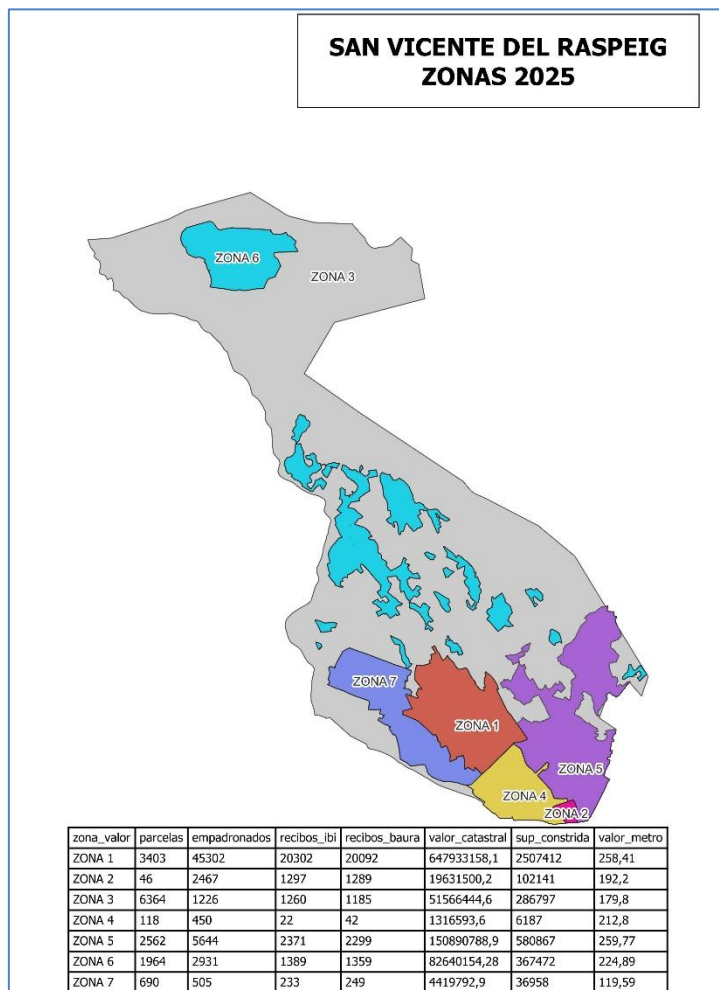 SAN VICENTE DEL RASPEIG
ZONAS 2025
ZONA 6
ZONA 3
ZONA 7
ZONA 1
ZONA 5
ZONA 4
ZONA 2
zona_valor parcelas empadronados recibos_ibi recibos_baura valor_catastral sup_constrida valor_metro
ZONA 1 3403 45302 20302 20092 647933158,1 2507412 258,41
ZONA 2 46 2467 1297 1289 19631500,2 102141 192,2
ZONA 3 6364 1226 1260 1185 51566444,6 286797 179,8
ZONA 4 118 450 22 42 1316593,6 6187 212,8
ZONA 5 2562 5644 2371 2299 150890788,9 580867 259,77
ZONA 6 1964 2931 1389 1359 82640154,28 367472 224,89
ZONA 7 690 505 233 249 4419792,9 36958 119,59